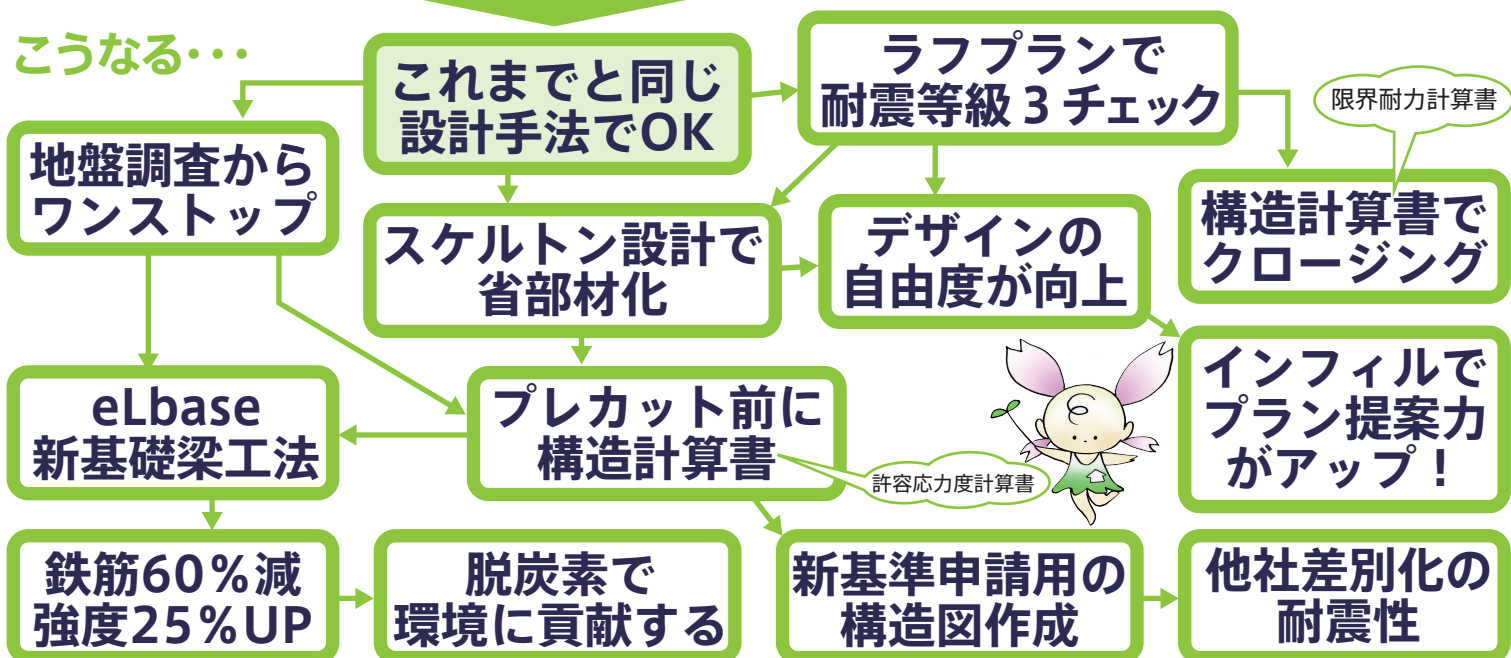 こうなる・・・
これまでと同じ
設計手法でOK
ラフプランで
耐震等級3チェック
限界耐力計算書
地盤調査から
ワンストップ
スケルトン設計で
省部材化
デザインの
自由度が向上
構造計算書で
クロージング
eLbase
新基礎梁工法
プレカット前に
構造計算書
許容応力度計算書
インフィルで
プラン提案力
がアップ！
鉄筋60％減
強度25％UP
脱炭素で
環境に貢献する
新基準申請用の
構造図作成
他社差別化の
耐震性